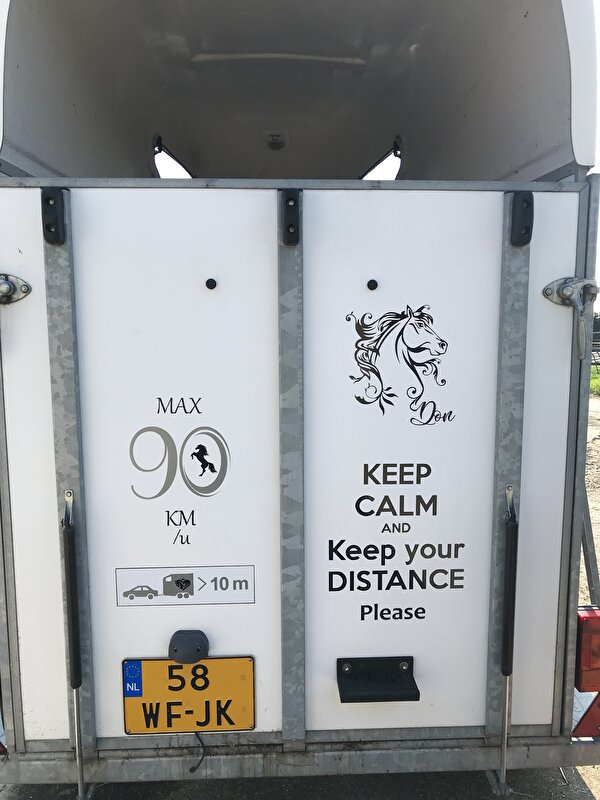 MAX
90
KM
/u
> 10 m
NL
58
WF-JK
Don
KEEP
CALM
AND
Keep your
DISTANCE
Please